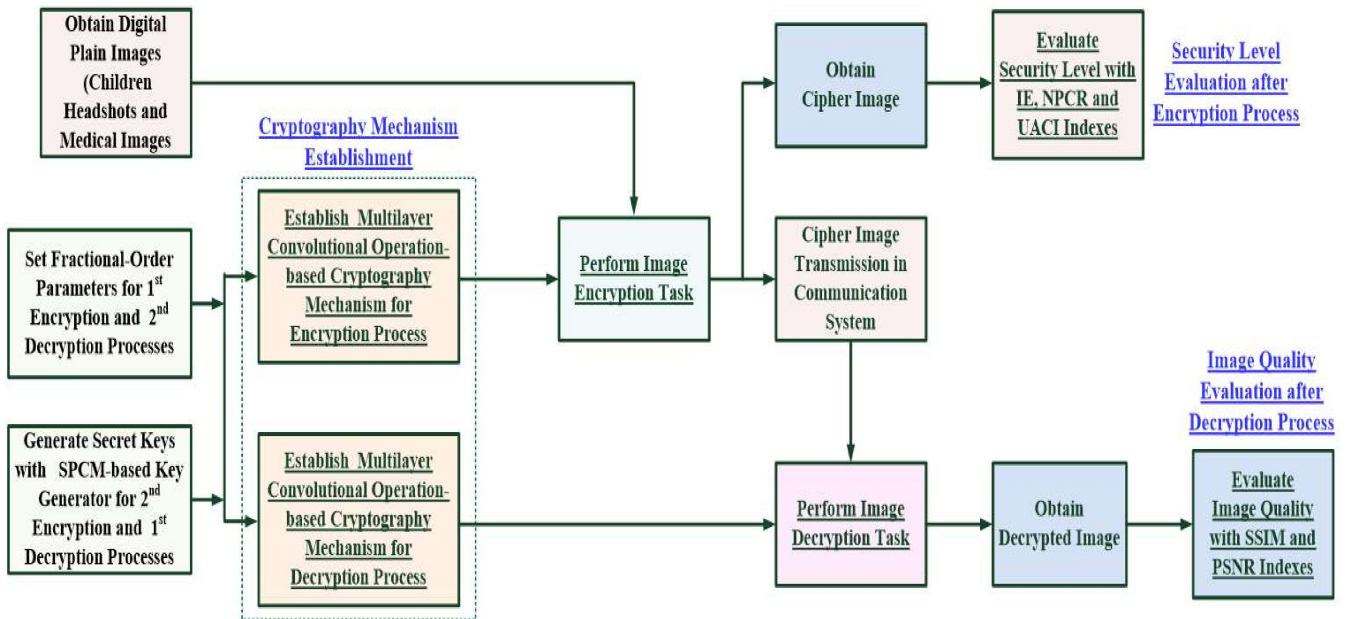 Obtain Digital
Plain Images
(Children
Headshots and
Medical Images
Set Fractional-Order
Parameters for 1st
Encryption and 2nd
Decryption Processes
Generate Secret Keys
with SPCM-based Key
Generator for 2nd
Encryption and 1st
Decryption Processes
Cryptography Mechanism
Establishment
Establish Multilayer
Convolutional Operation-
based Cryptography
Mechanism for
Encryption Process
Establish Multilayer
Convolutional Operation-
based Cryptography
Mechanism for
Decryption Process
Perform Image
Encryption Task
Obtain
Cipher Image
Evaluate
Security Level with
IE, NPCR and
UACI Indexes
Security Level
Evaluation after
Encryption Process
Cipher Image
Transmission in
Communication
System
Perform Image
Decryption Task
Obtain
Decrypted Image
Image Quality
Evaluation after
Decryption Process
Evaluate
Image Quality
with SSIM and
PSNR Indexes